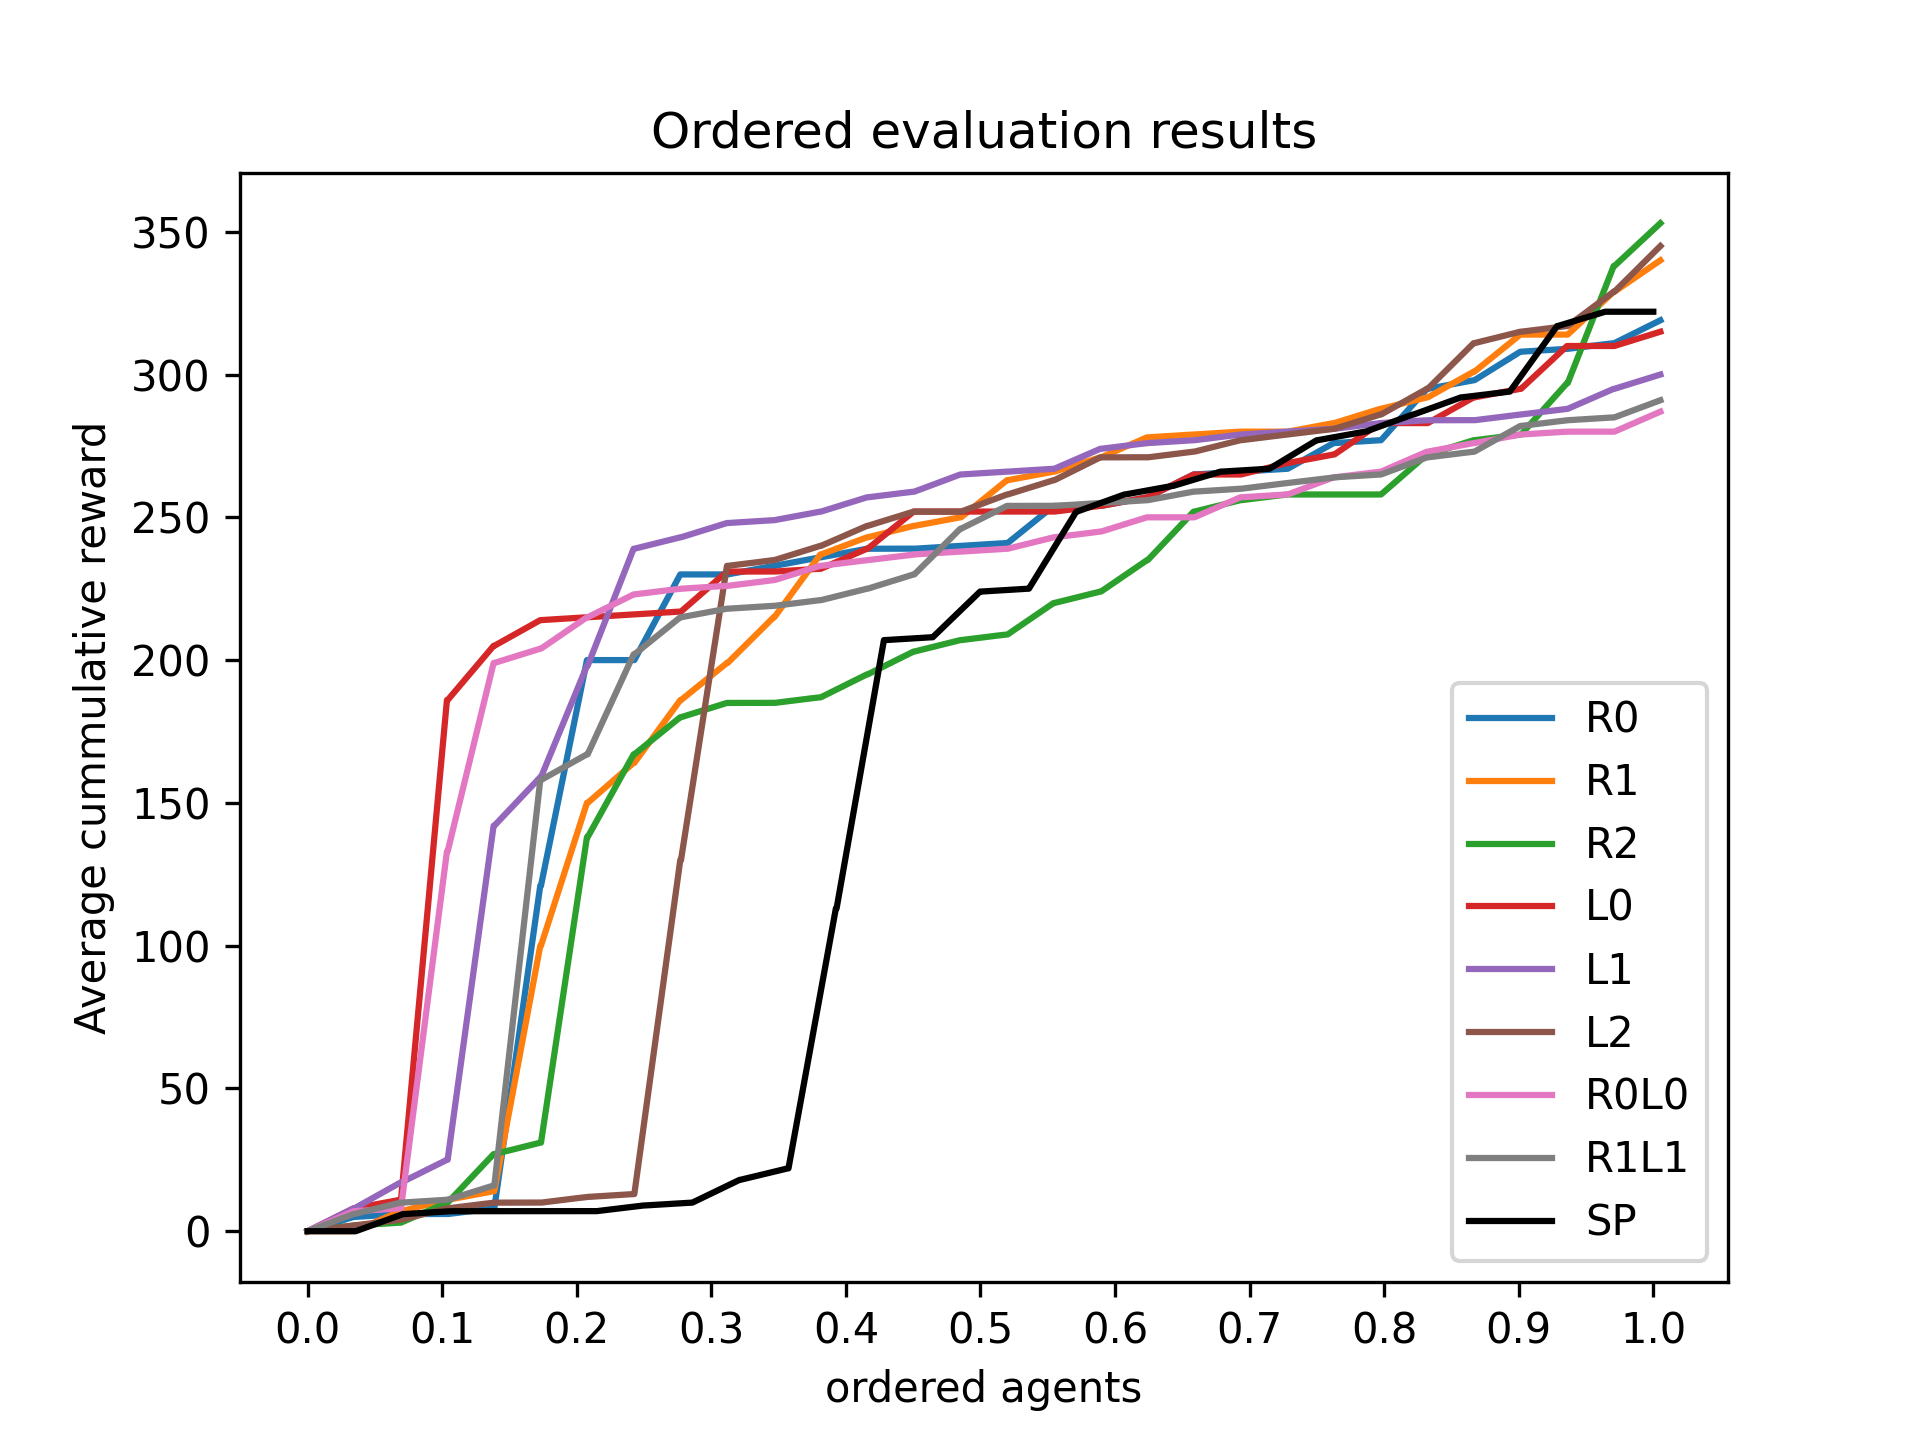 Ordered evaluation results
Average cummulative reward
350
300
250
200
150
100
50
0
0.0 0.1 0.2 0.3 0.4 0.5 0.6 0.7 0.8 0.9 1.0
ordered agents
R0
R1
R2
L0
L1
L2
R0L0
R1L1
SP